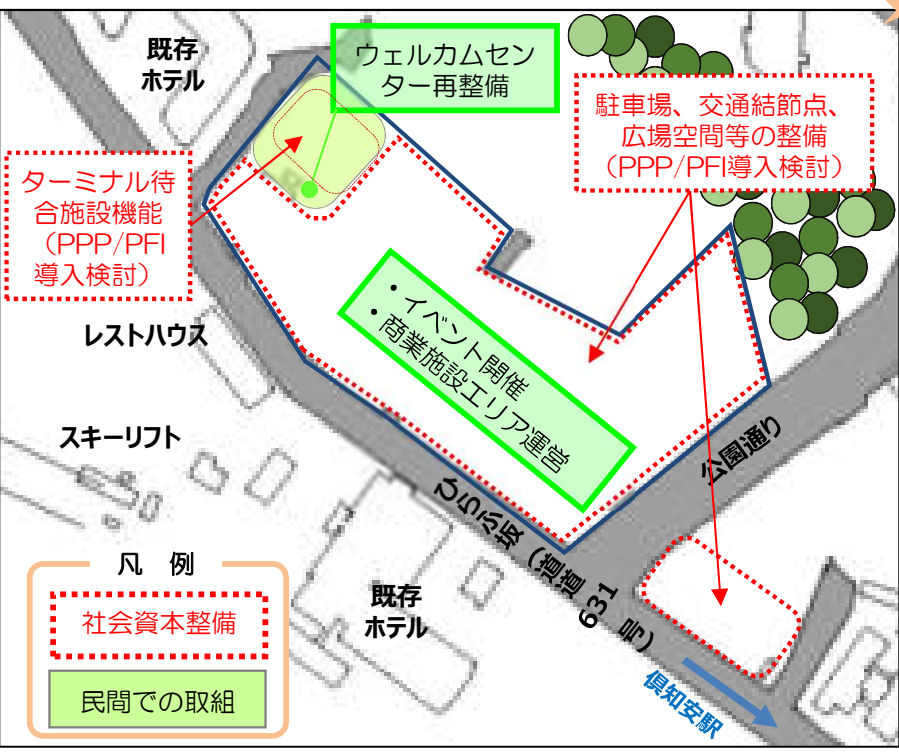 既存
ホテル
ウェルカムセン
ター再整備
駐車場、交通結節点、
広場空間等の整備
（PPP/PFI導入検討）
ターミナル待
合施設機能
（PPP/PFI
導入検討）
・イベント開催
・商業施設エリア運営
レストハウス
スキーリフト
公園通り
ひらふ坂（道道
631
号）
既存
ホテル
倶知安駅
凡　例
社会資本整備
民間での取組